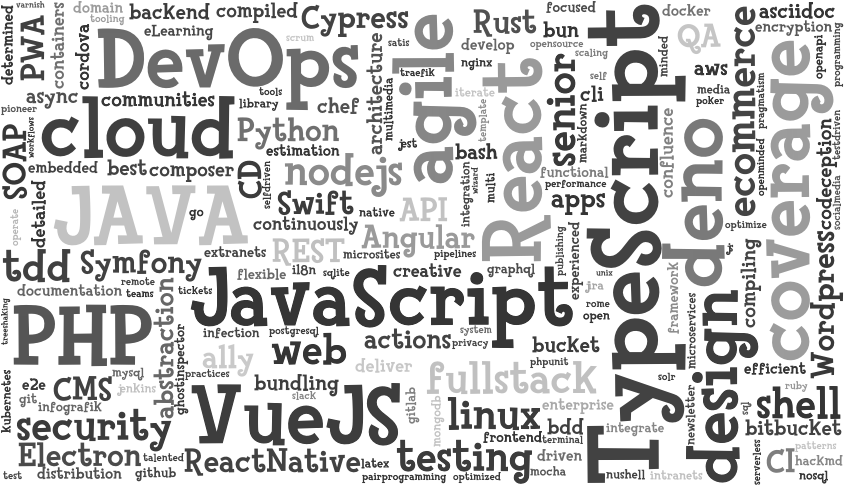 varnish
determined
PWA
containers
domain
tooling
backend
compiled
Cypress
Rust
focused
docker
asciidoc
eLearning
cordova
DevOps
scrum
satis
agile
develop
opensource
bun
scaling
QA
encryption
openapi
programming
architecture
multimedia
traefik
nginx
React
senior
self
minded
TypeScript
aws
ecommerce
coverage
pioneer
async
communities
tools
library
chef
iterate
template
cli
markdown
media
poker
pragmatism
cloud
Python
estimation
jest
bash
confluence
deno
SOAP
workflows
embedded
best
composer
CD
selfdriven
nodejs
integration
wizard
multi
functional
performance
openminded
codeception
testdriven
socialmedia
operate
detailed
JAVA
go
Swift
native
API
apps
continuously
Angular
publishing
experienced
optimize
Wordpress
tdd
Symfony
extranets
REST
microsites
pipelines
js
compiling
flexible
i18n
sqlite
creative
graphql
unix
jira
framework
documentation
remote
teams
tickets
JavaScript
rome
open
microservices
design
treeshaking
PHP
abstraction
ghostinspector
infection
postgresql
actions
system
privacy
bucket
a11y
web
deliver
phpunit
efficient
Kubernetes
e2e
git
CMS
mysql
jenkins
practices
bundling
slack
fullstack
solr
ruby
infografik
VueJS
gitlab
mongodb
linux
enterprise
newsletter
sql
shell
security
bdd
integrate
bitbucket
frontend
terminal
Electron
talented
ReactNative
latex
testing
driven
serverless
CI
patterns
hackmd
test
distribution
github
pairprogramming
optimized
mocha
nushell
intranets
nosql